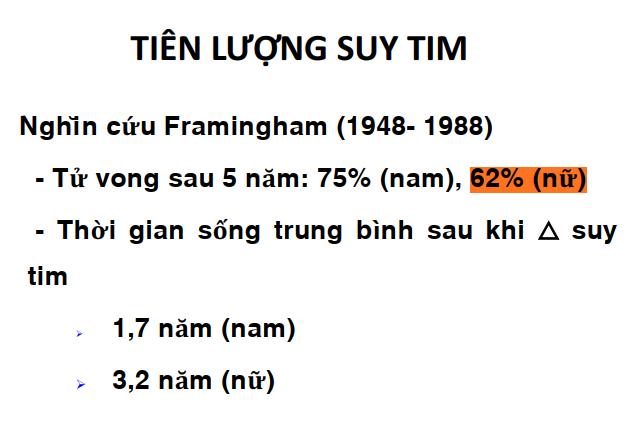 TIÊN LƯỢNG SUY TIM
Nghĩn cứu Framingham (1948- 1988)
- Tử vong sau 5 năm: 75% (nam), 62% (nữ)
- Thời gian sống trung bình sau khi △ suy
tim
➢ 1,7 năm (nam)
➢ 3,2 năm (nữ)